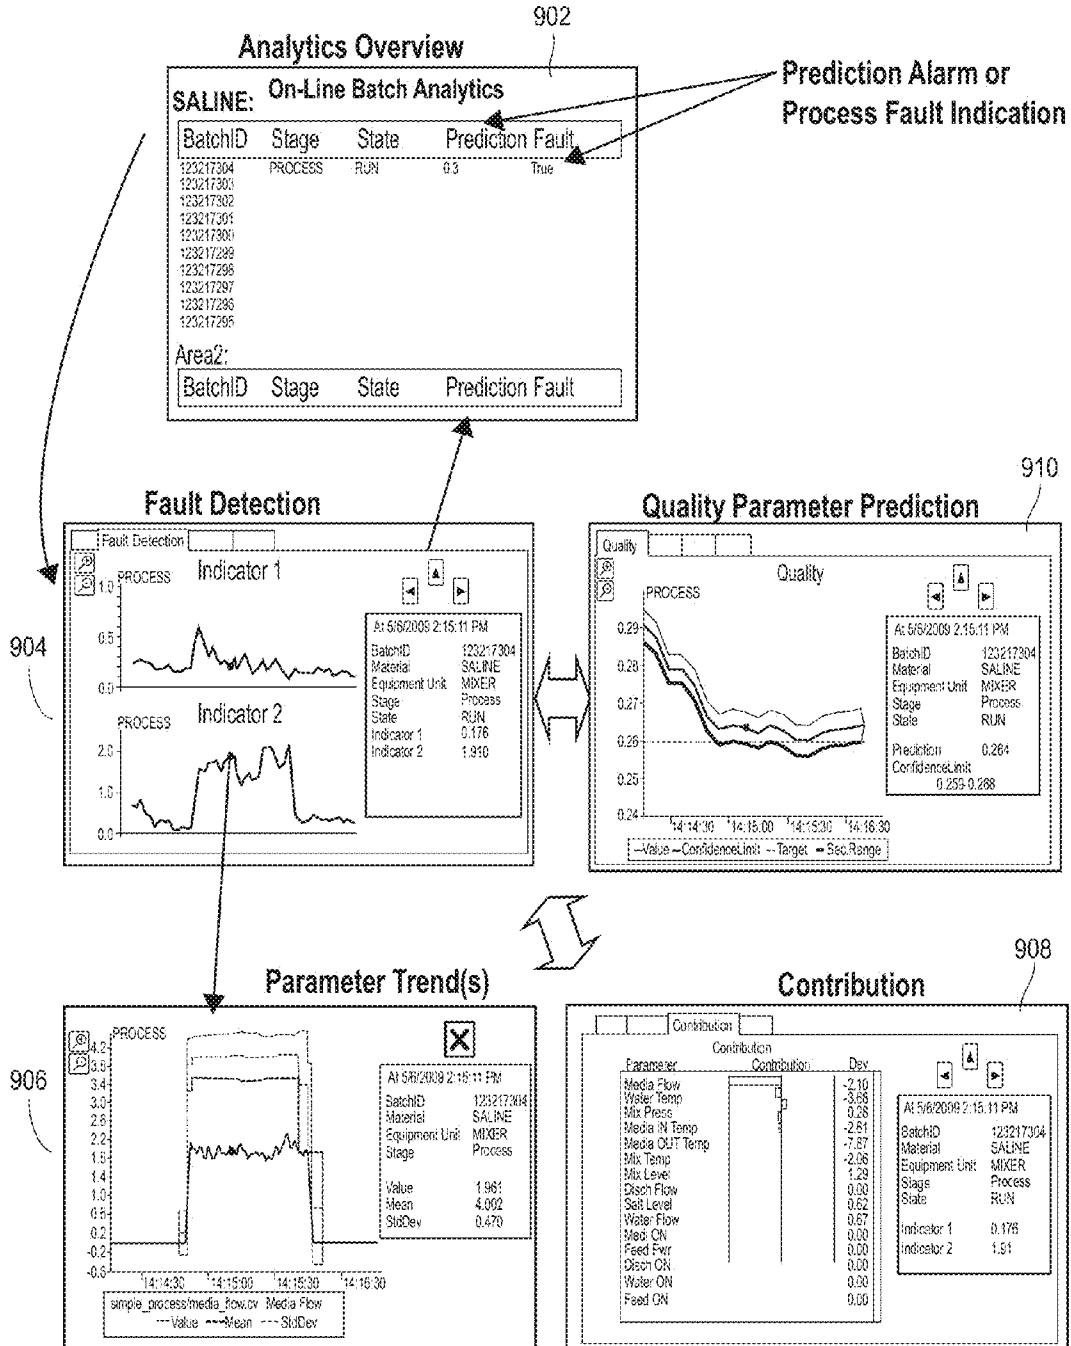 902
Analytics Overview
On-Line Batch Analytics
SALINE:
BatchID Stage State Prediction Fault
123217304 PROCESS RUN 0.3 True
123217303
123217302
123217301
123217300
123217299
123217298
123217297
123217296
123217295
Area2:
BatchID Stage State Prediction Fault
Prediction Alarm or
Process Fault Indication
Fault Detection
904
Fault Detection
PROCESS
Indicator 1
1.0
0.5
0.0
PROCESS
Indicator 2
2.0
1.0
0.0
At 5/6/2009 2:15:11 PM
BatchID 123217304
Material SALINE
Equipment Unit MIXER
Stage Process
State RUN
Indicator 1 0.176
Indicator 2 1.910
910
Quality Parameter Prediction
Quality
Quality
PROCESS
0.29
0.28
0.27
0.26
0.25
0.24
14:14:30 14:15:00 14:15:30 14:16:30
Value ConfidenceLimit Target Sec.Range
At 5/6/2009 2:15:11 PM
BatchID 123217304
Material SALINE
Equipment Unit MIXER
Stage Process
State RUN
Prediction 0.264
ConfidenceLimit
0.259-0.268
Parameter Trend(s)
906
PROCESS
4.2
3.8
3.4
3.0
2.6
2.2
1.8
1.4
1.0
0.2
-0.2
-0.6
14:14:30 14:15:00 14:15:30 14:16:30
simple_process/media_flow.cv Media Flow
Value Mean StdDev
At 5/6/2009 2:15:11 PM
BatchID 123217304
Material SALINE
Equipment Unit MIXER
Stage Process
Value 1.961
Mean 4.002
StdDev 0.470
908
Contribution
Contribution
Contribution
Parameter Contribution Dev
Media Flow -2.10
Water Temp -3.68
Mix Press 0.28
Media IN Temp -2.61
Media OUT Temp -7.87
Mix Temp -2.06
Mix Level 1.29
Disch Flow 0.00
Salt Level 0.62
Water Flow 0.67
Medi ON 0.00
Feed Pwr 0.00
Disch ON 0.00
Water ON 0.00
Feed ON 0.00
At 5/6/2009 2:15:11 PM
BatchID 123217304
Material SALINE
Equipment Unit MIXER
Stage Process
State RUN
Indicator 1 0.176
Indicator 2 1.91